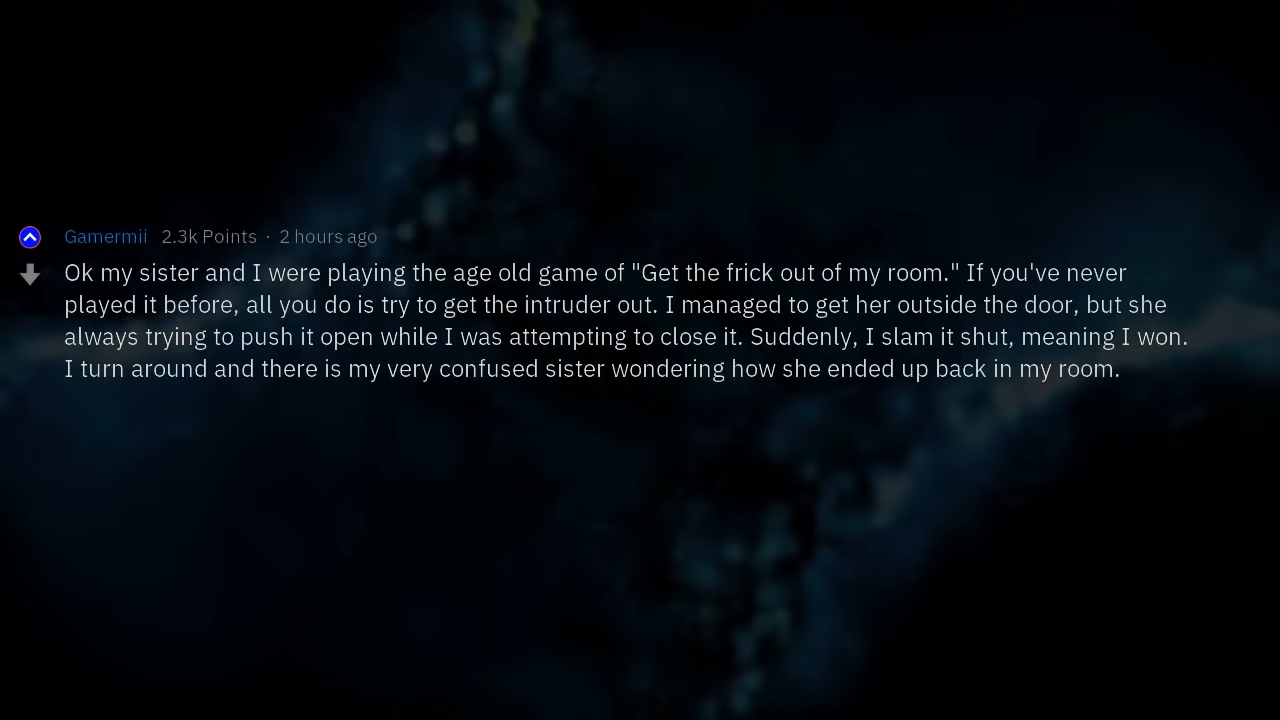 Gamermii 2.3k Points · 2 hours ago
Ok my sister and I were playing the age old game of "Get the frick out of my room." If you've never
played it before, all you do is try to get the intruder out. I managed to get her outside the door, but she
always trying to push it open while I was attempting to close it. Suddenly, I slam it shut, meaning I won.
I turn around and there is my very confused sister wondering how she ended up back in my room.